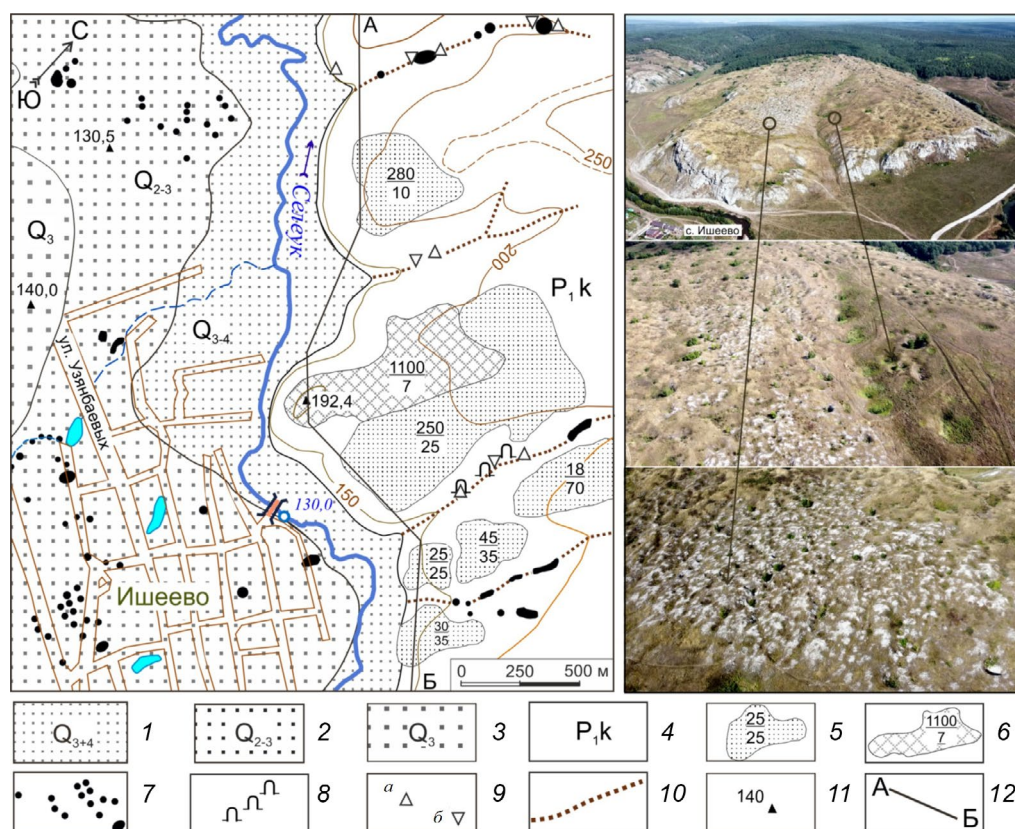 А
С
Ю
130,5
Q2-3
Q3
140,0
ул. Узянбаевых
Q3-4
Селеук
280
10
250
200
P1k
1100
7
192,4
250
25
18
70
150
130,0
45
35
25
25
30
35
Ишеево
Б
0 250 500 м
с. Ишеево
Q3+4 1
Q2-3 2
Q3 3
P1k 4
25
25
5
1100
7
6
7
8
а
б
9
10
140 11
А
Б
12